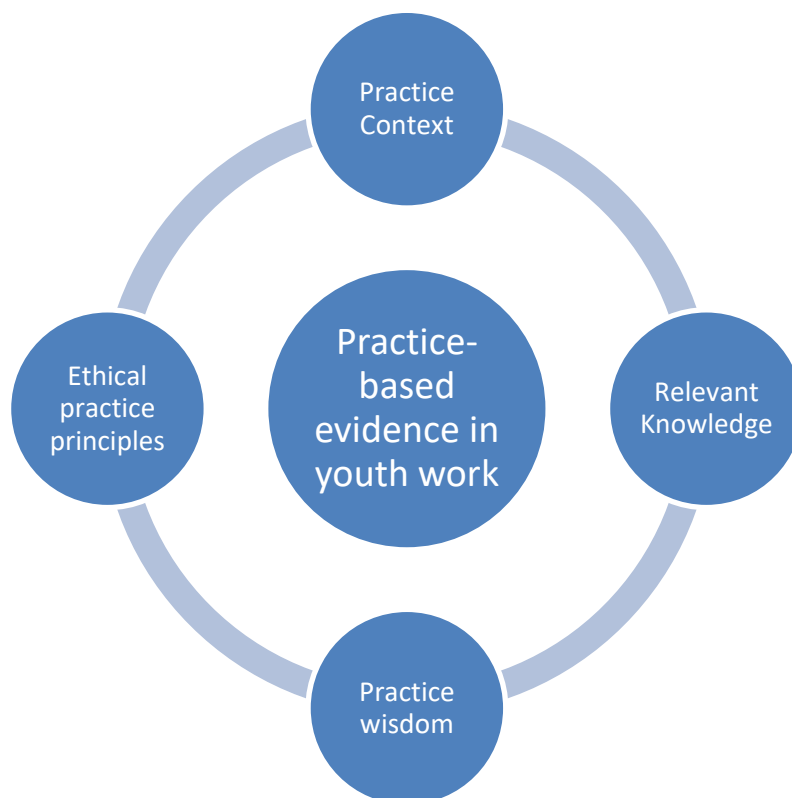 Practice
Context
Ethical
practice
principles
Practice-
based
evidence in
youth work
Relevant
Knowledge
Practice
wisdom